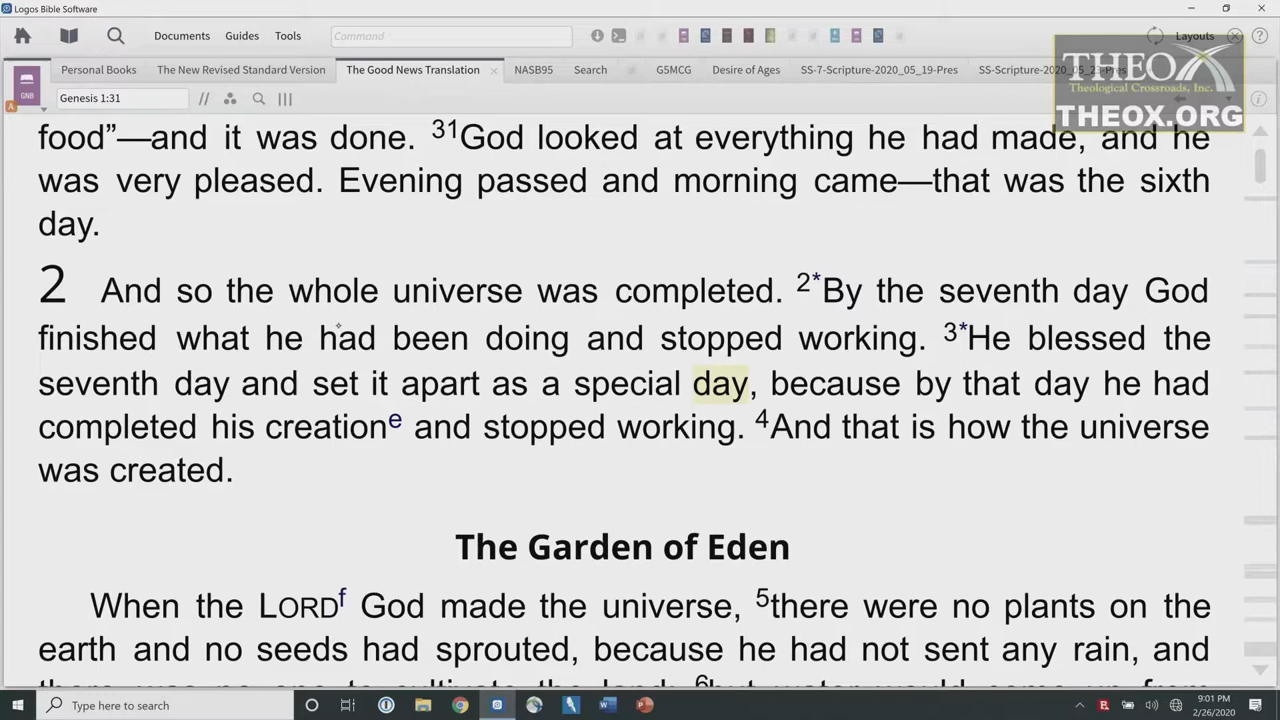 Logos Bible Software
Documents Guides Tools Command Layouts
Personal Books The New Revised Standard Version The Good News Translation NASB95 Search G5MCG Desire of Ages SS-7-Scripture-2020_05_19-Pres SS-Scripture-2020_05_23-Pres
GNB Genesis 1:31
THEOX
Theological Crossroads, Inc.
THEOX.ORG
food”—and it was done. 31God looked at everything he had made, and he
was very pleased. Evening passed and morning came—that was the sixth
day.
2 And so the whole universe was completed. 2*By the seventh day God
finished what he had been doing and stopped working. 3*He blessed the
seventh day and set it apart as a special day, because by that day he had
completed his creatione and stopped working. 4And that is how the universe
was created.
The Garden of Eden
When the LORDf God made the universe, 5there were no plants on the
earth and no seeds had sprouted, because he had not sent any rain, and
Type here to search
9:01 PM
2/26/2020